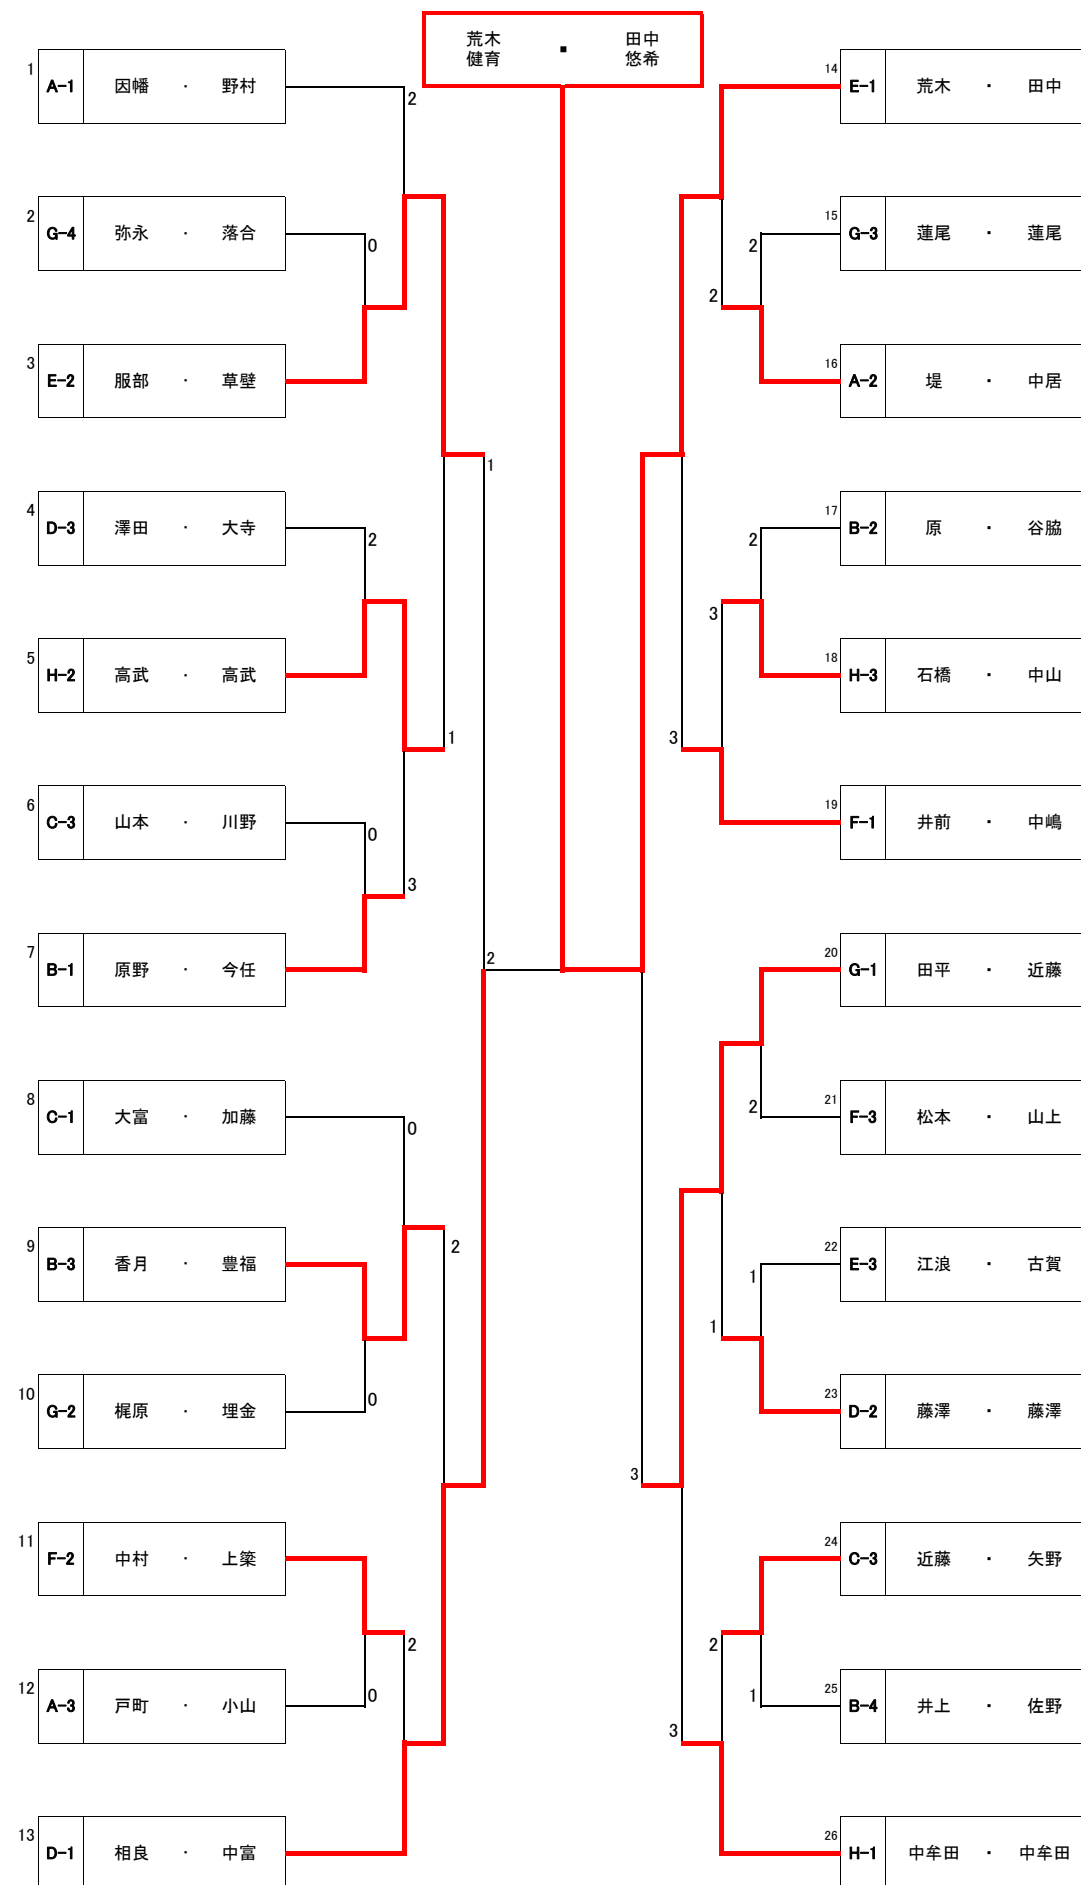 荒木 ・ 田中
健育 悠希
1 A-1 因幡 ・ 野村
2
2 G-4 弥永 ・ 落合
0
3 E-2 服部 ・ 草壁
1
4 D-3 澤田 ・ 大寺
2
5 H-2 高武 ・ 高武
1
6 C-3 山本 ・ 川野
0
3
7 B-1 原野 ・ 今任
2
8 C-1 大富 ・ 加藤
0
9 B-3 香月 ・ 豊福
2
10 G-2 梶原 ・ 埋金
0
11 F-2 中村 ・ 上簗
2
12 A-3 戸町 ・ 小山
0
13 D-1 相良 ・ 中富
14 E-1 荒木 ・ 田中
15 G-3 蓮尾 ・ 蓮尾
2
2
16 A-2 堤 ・ 中居
17 B-2 原 ・ 谷脇
2
3
18 H-3 石橋 ・ 中山
3
19 F-1 井前 ・ 中嶋
20 G-1 田平 ・ 近藤
2
21 F-3 松本 ・ 山上
22 E-3 江浪 ・ 古賀
1
1
23 D-2 藤澤 ・ 藤澤
3
24 C-3 近藤 ・ 矢野
2
1
25 B-4 井上 ・ 佐野
3
26 H-1 中牟田 ・ 中牟田